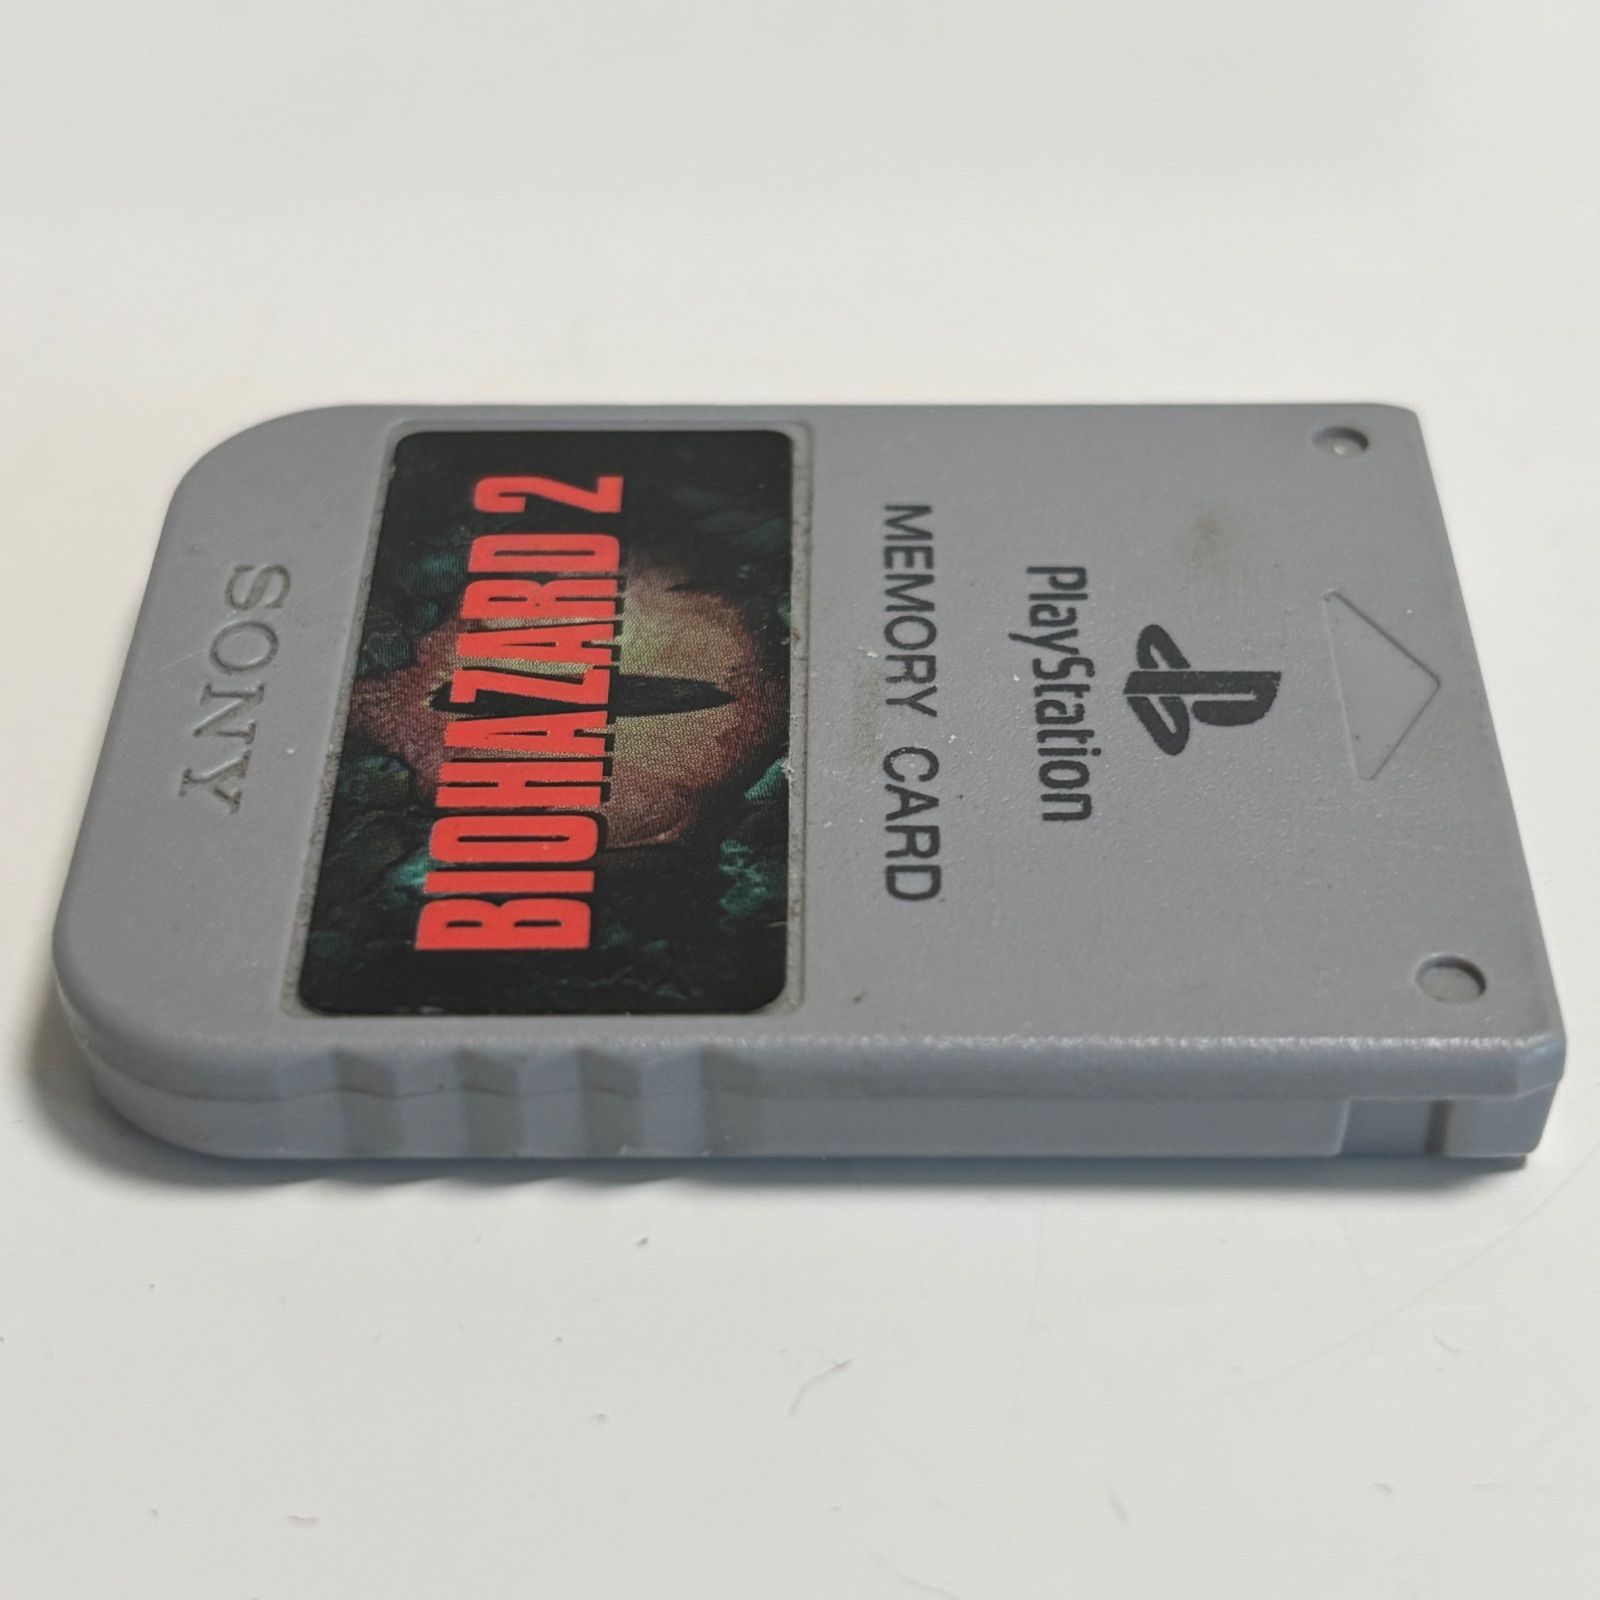 SONY
BIOHAZARD 2
MEMORY CARD
PlayStation